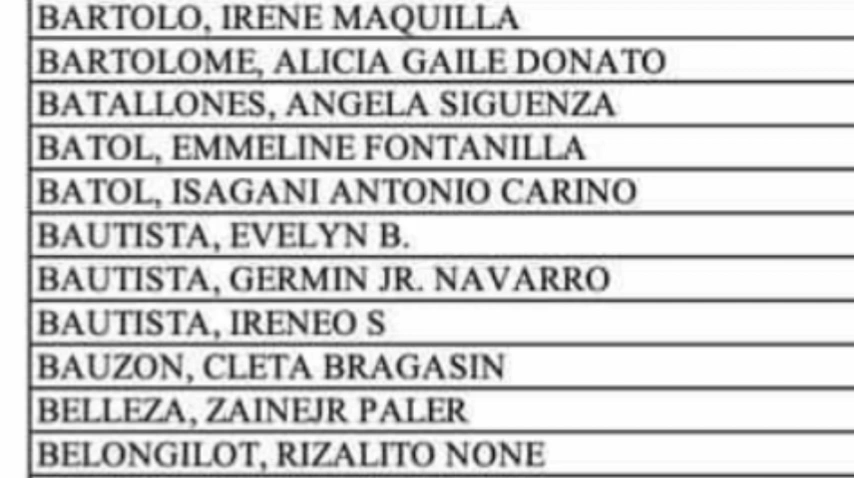 BARTOLO, IRENE MAQUILLA
BARTOLOME, ALICIA GAILE DONATO
BATALLONES, ANGELA SIGUENZA
BATOL, EMMELINE FONTANILLA
BATOL, ISAGANI ANTONIO CARINO
BAUTISTA, EVELYN B.
BAUTISTA, GERMIN JR. NAVARRO
BAUTISTA, IRENEO S
BAUZON, CLETA BRAGASIN
BELLEZA, ZAINEJR PALER
BELONGILOT, RIZALITO NONE